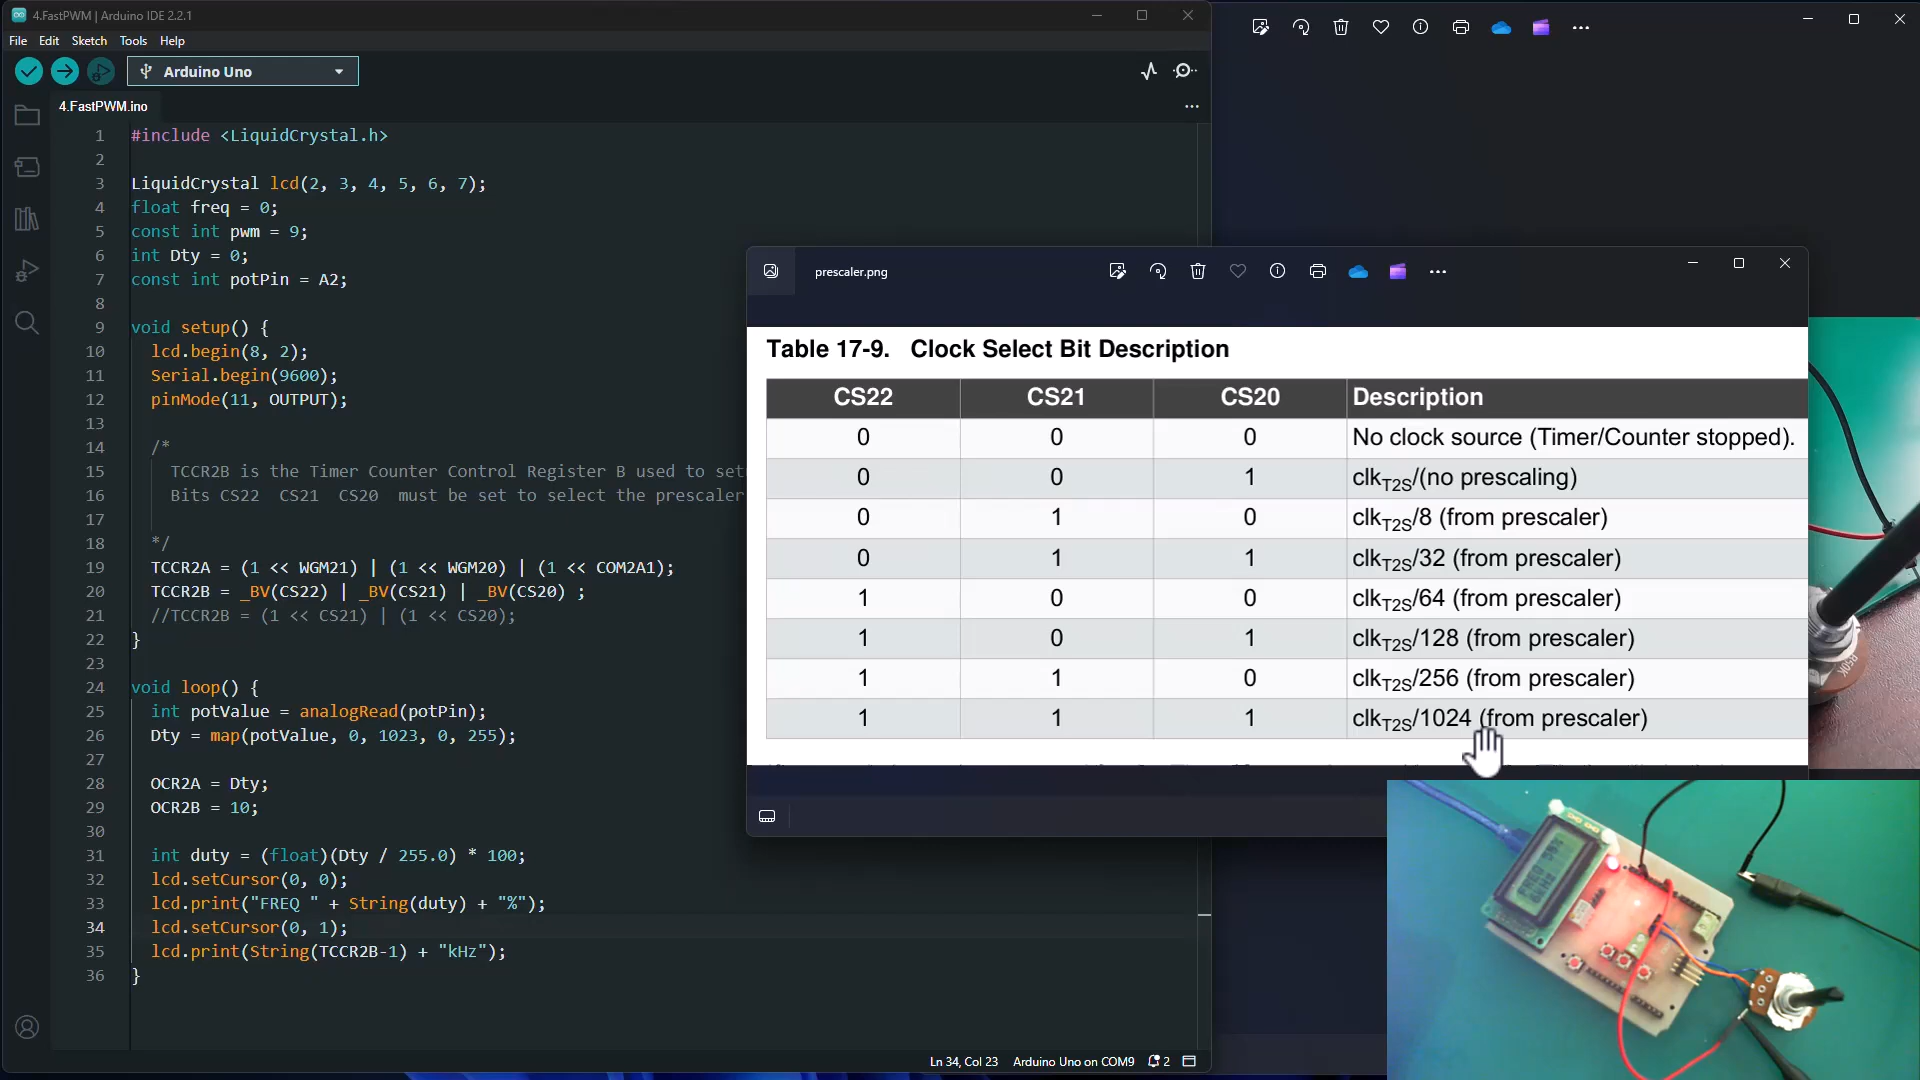 4.FastPWM | Arduino IDE 2.2.1
File Edit Sketch Tools Help
Arduino Uno
4.FastPWM.ino
1 #include <LiquidCrystal.h>
2
3 LiquidCrystal lcd(2, 3, 4, 5, 6, 7);
4 float freq = 0;
5 const int pwm = 9;
6 int Dty = 0;
7 const int potPin = A2;
8
9 void setup() {
10 lcd.begin(8, 2);
11 Serial.begin(9600);
12 pinMode(11, OUTPUT);
13
14 /*
15 TCCR2B is the Timer Counter Control Register B used to set
16 Bits CS22 CS21 CS20 must be set to select the prescaler
17
18 */
19 TCCR2A = (1 << WGM21) | (1 << WGM20) | (1 << COM2A1);
20 TCCR2B = _BV(CS22) | _BV(CS21) | _BV(CS20) ;
21 //TCCR2B = (1 << CS21) | (1 << CS20);
22 }
23
24 void loop() {
25 int potValue = analogRead(potPin);
26 Dty = map(potValue, 0, 1023, 0, 255);
27
28 OCR2A = Dty;
29 OCR2B = 10;
30
31 int duty = (float)(Dty / 255.0) * 100;
32 lcd.setCursor(0, 0);
33 lcd.print("FREQ " + String(duty) + "%");
34 lcd.setCursor(0, 1);
35 lcd.print(String(TCCR2B-1) + "kHz");
36 }
Ln 34, Col 23 Arduino Uno on COM9 2
prescaler.png
Table 17-9. Clock Select Bit Description
CS22 CS21 CS20 Description
0 0 0 No clock source (Timer/Counter stopped).
0 0 1 clkT2S/(no prescaling)
0 1 0 clkT2S/8 (from prescaler)
0 1 1 clkT2S/32 (from prescaler)
1 0 0 clkT2S/64 (from prescaler)
1 0 1 clkT2S/128 (from prescaler)
1 1 0 clkT2S/256 (from prescaler)
1 1 1 clkT2S/1024 (from prescaler)